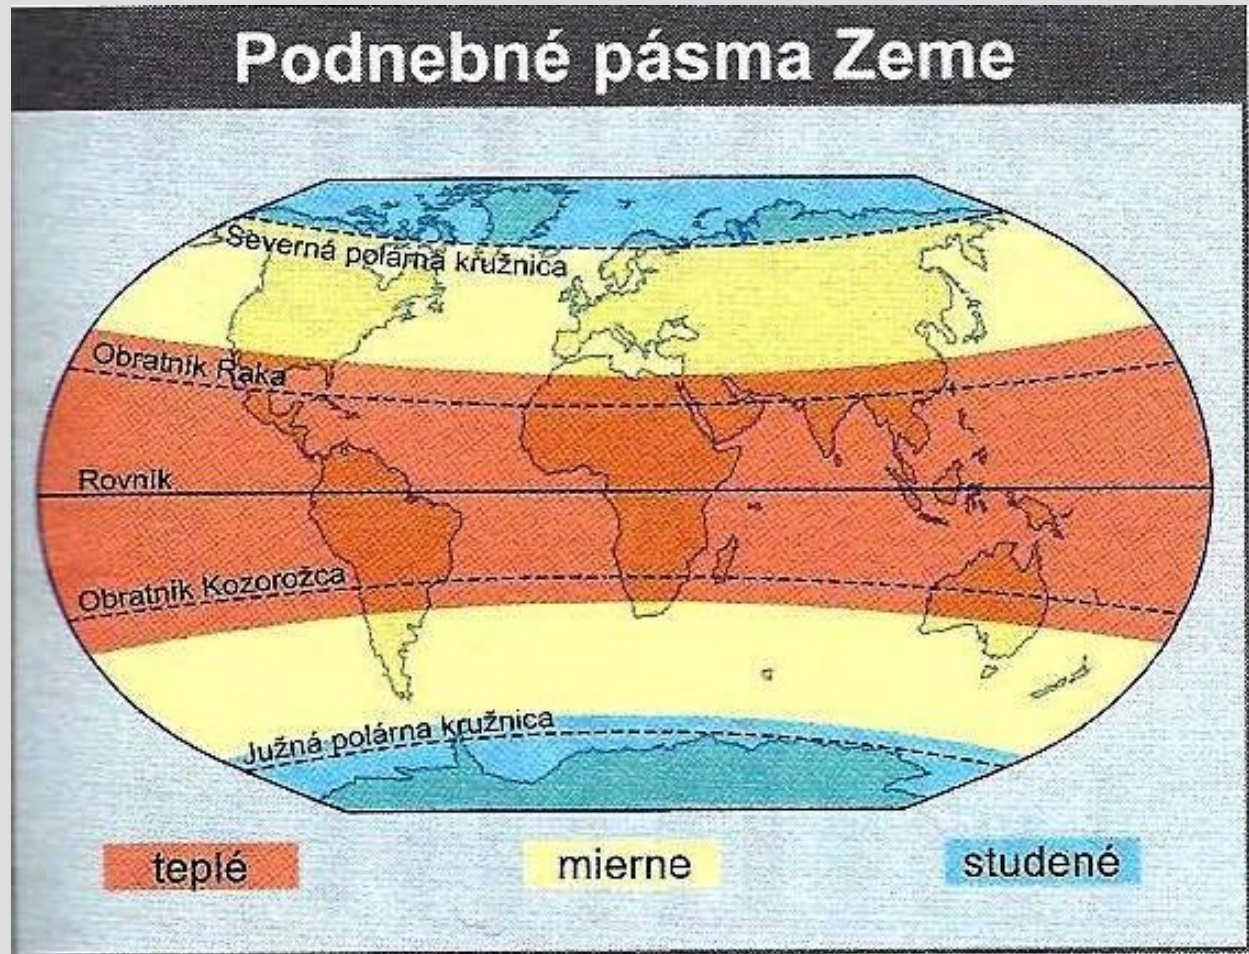 Podnebné pásma Zeme
Severná polárna kružnica
Obratník Raka
Rovník
Obratník Kozorožca
Južná polárna kružnica
teplé
mierne
studené